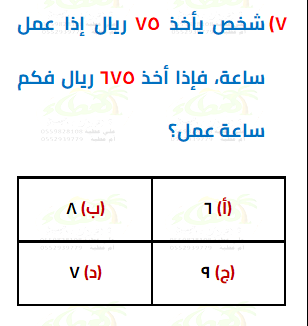 ٧) شخص يأخذ ٧٥ ريال إذا عمل
ساعة، فإذا أخذ ٦٧٥ ريال فكم
ساعة عمل؟
(أ) ٦
(ب) ٨
(ج) ٩
(د) ٧